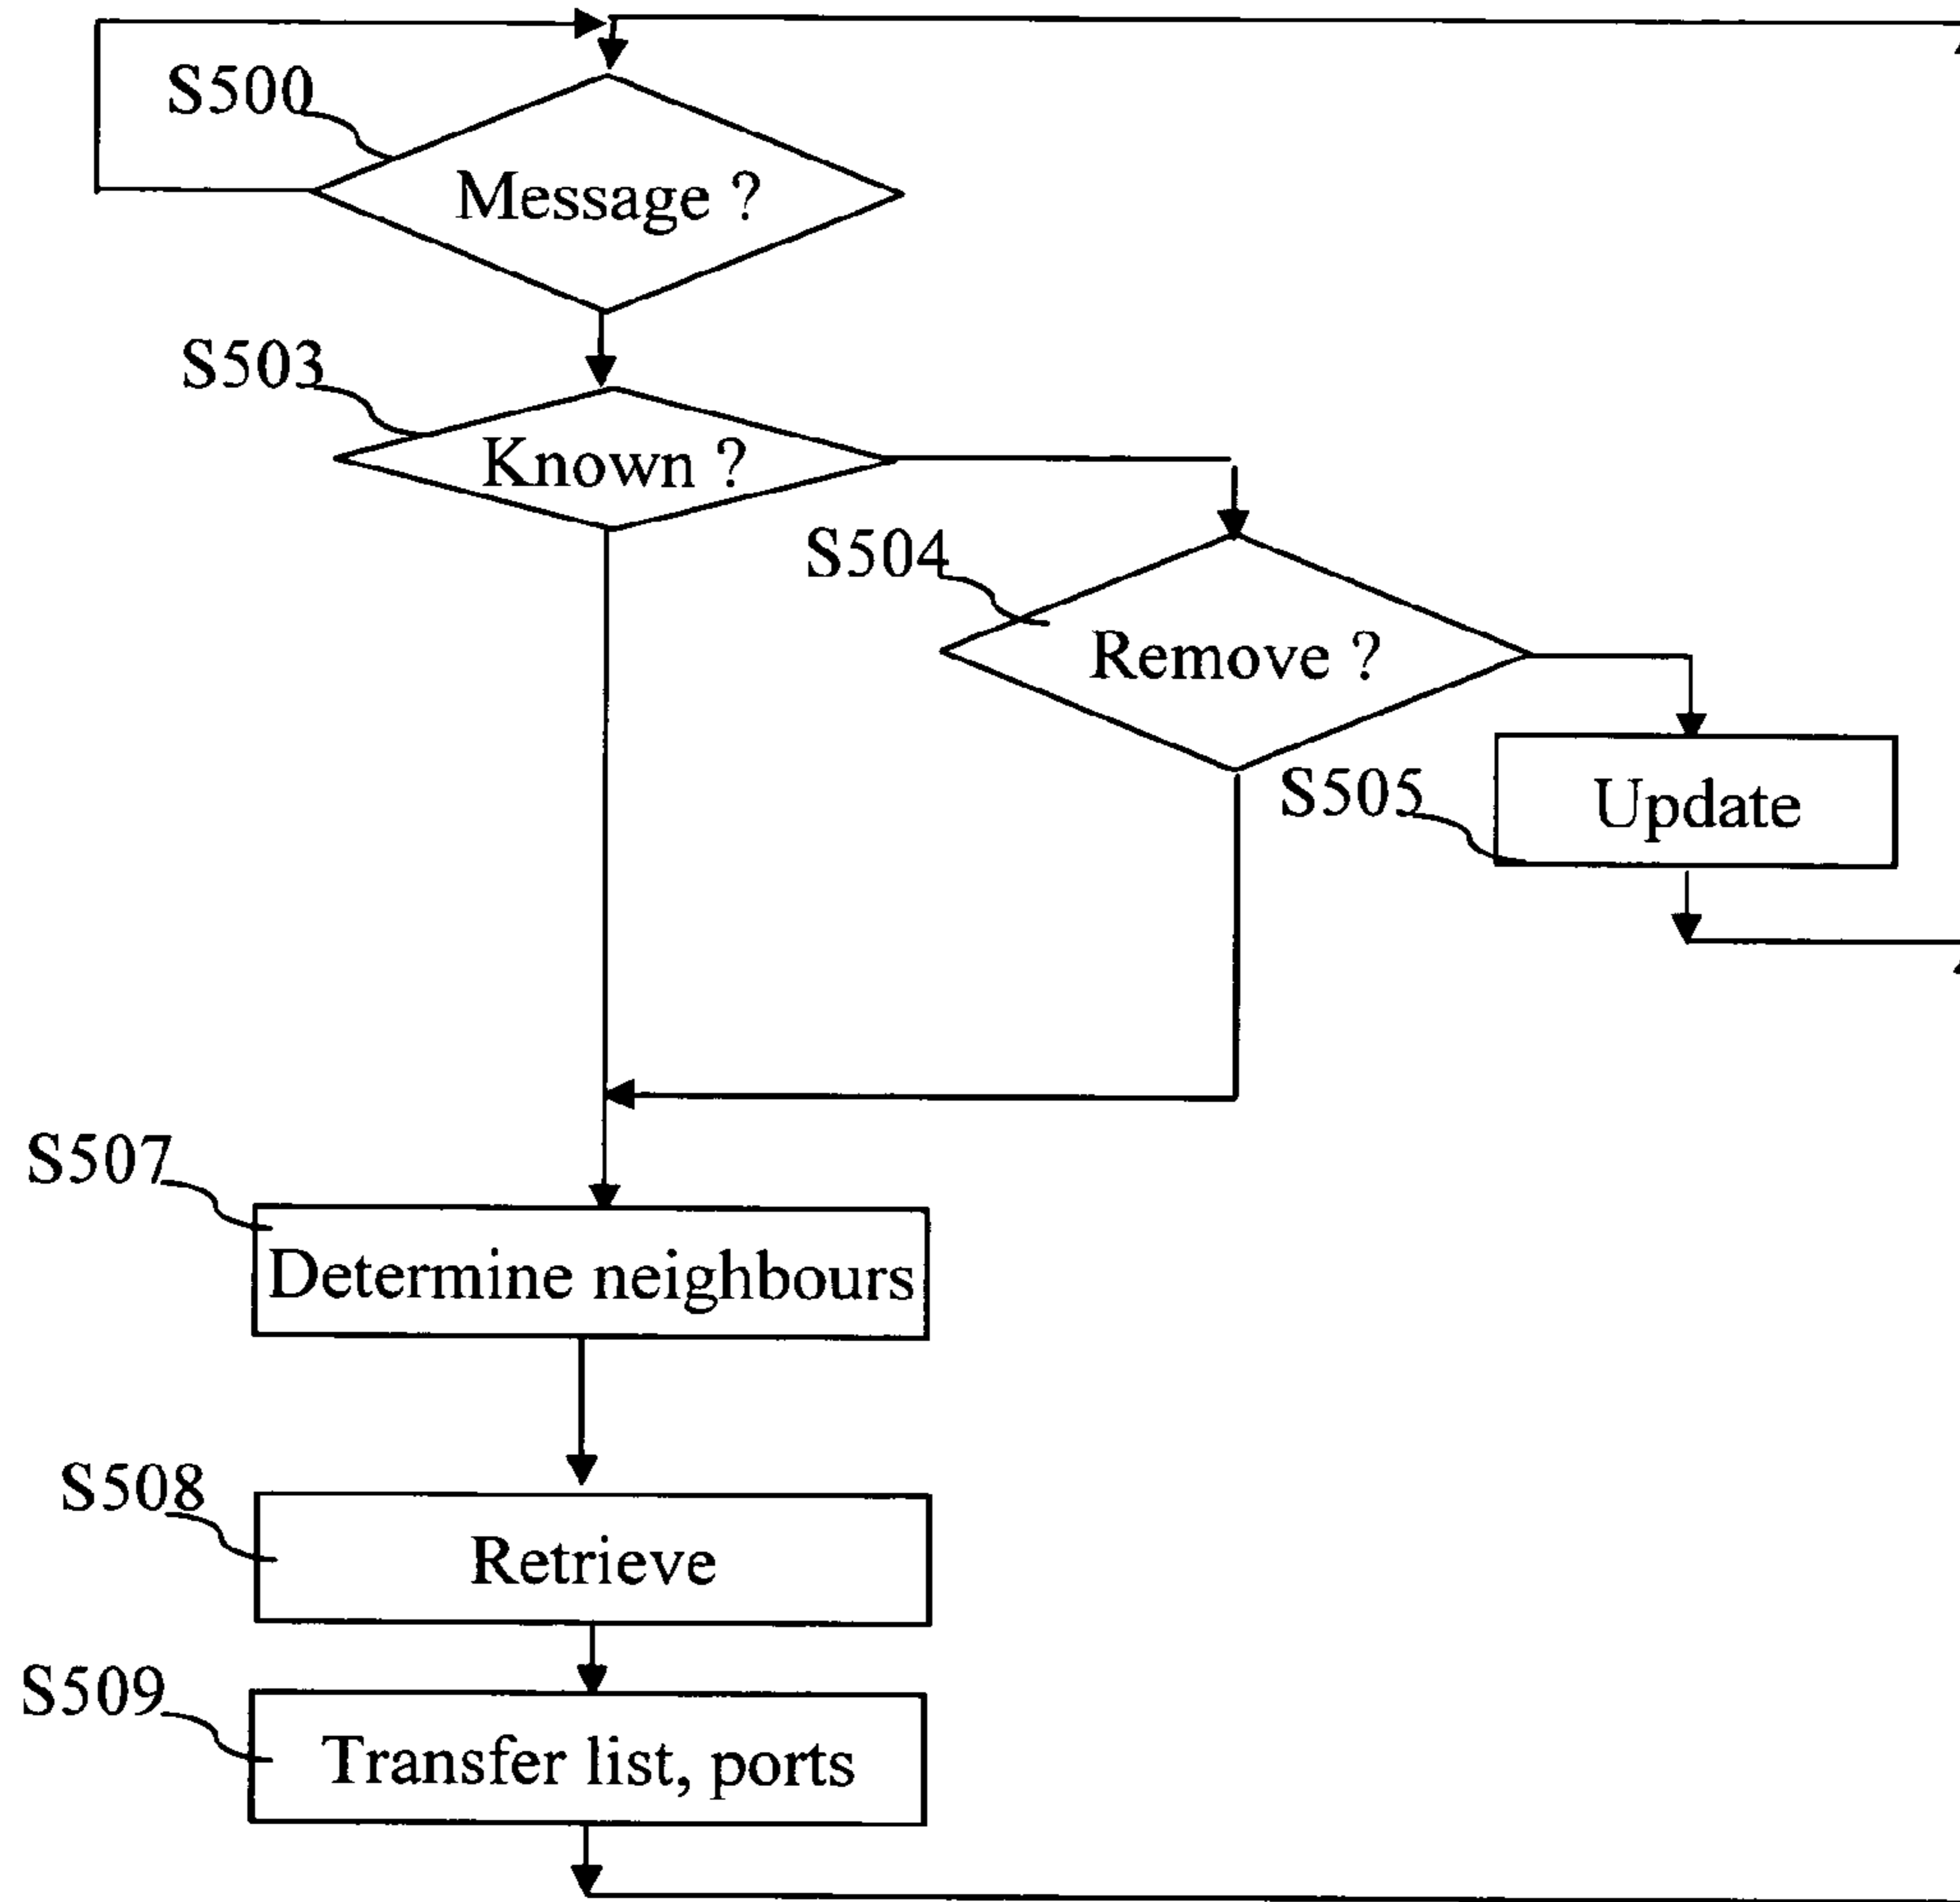 S500
Message ?
S503
Known ?
S504
Remove ?
S505
Update
S507
Determine neighbours
S508
Retrieve
S509
Transfer list, ports